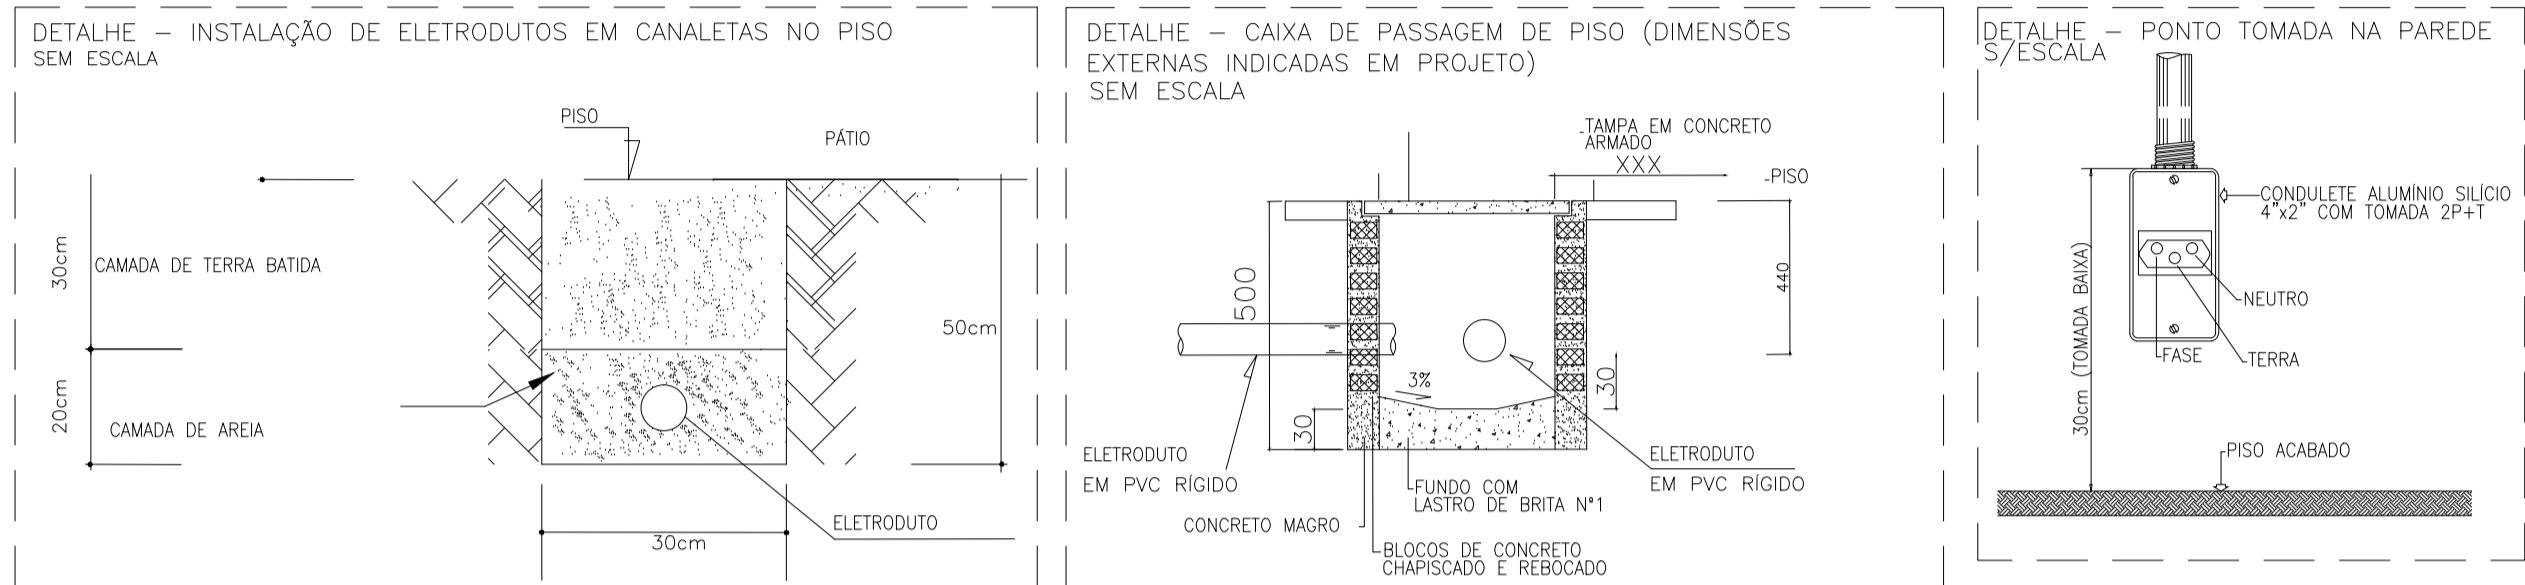 DETALHE – INSTALAÇÃO DE ELETRODUTOS EM CANALETAS NO PISO
SEM ESCALA
PISO
PÁTIO
30cm
CAMADA DE TERRA BATIDA
50cm
20cm
CAMADA DE AREIA
ELETRODUTO
30cm
DETALHE – CAIXA DE PASSAGEM DE PISO (DIMENSÕES
EXTERNAS INDICADAS EM PROJETO)
SEM ESCALA
TAMPA EM CONCRETO
ARMADO
XXX
PISO
500
440
3%
30
30
ELETRODUTO
EM PVC RÍGIDO
ELETRODUTO
EM PVC RÍGIDO
FUNDO COM
LASTRO DE BRITA N°1
CONCRETO MAGRO
BLOCOS DE CONCRETO
CHAPISCADO E REBOCADO
DETALHE – PONTO TOMADA NA PAREDE
S/ESCALA
CONDULETE ALUMÍNIO SILÍCIO
4"x2" COM TOMADA 2P+T
30cm (TOMADA BAIXA)
NEUTRO
FASE
TERRA
PISO ACABADO